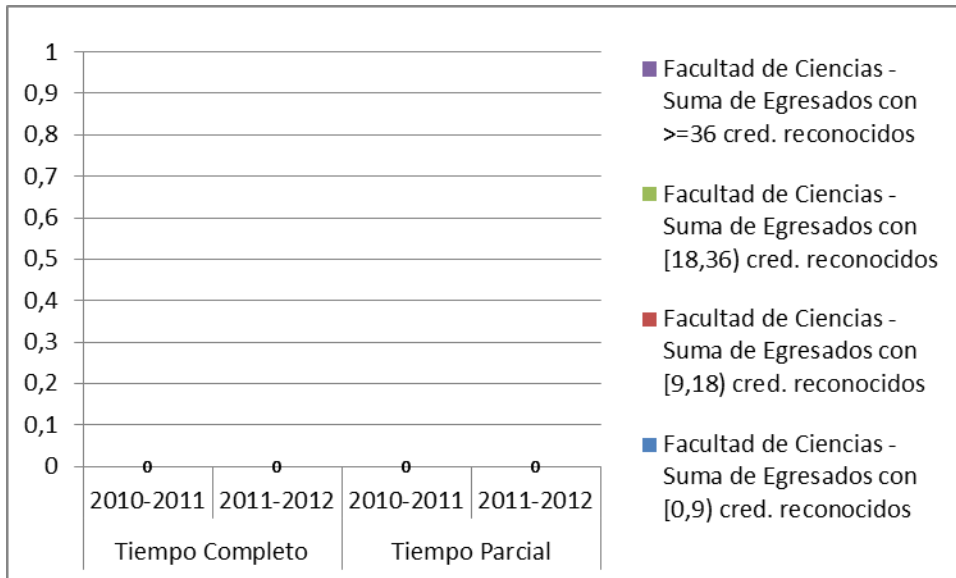 1
0,9
0,8
0,7
0,6
0,5
0,4
0,3
0,2
0,1
0
0 0 0 0
2010-2011 2011-2012 2010-2011 2011-2012
Tiempo Completo Tiempo Parcial
Facultad de Ciencias -
Suma de Egresados con
>=36 cred. reconocidos
Facultad de Ciencias -
Suma de Egresados con
[18,36) cred. reconocidos
Facultad de Ciencias -
Suma de Egresados con
[9,18) cred. reconocidos
Facultad de Ciencias -
Suma de Egresados con
[0,9) cred. reconocidos